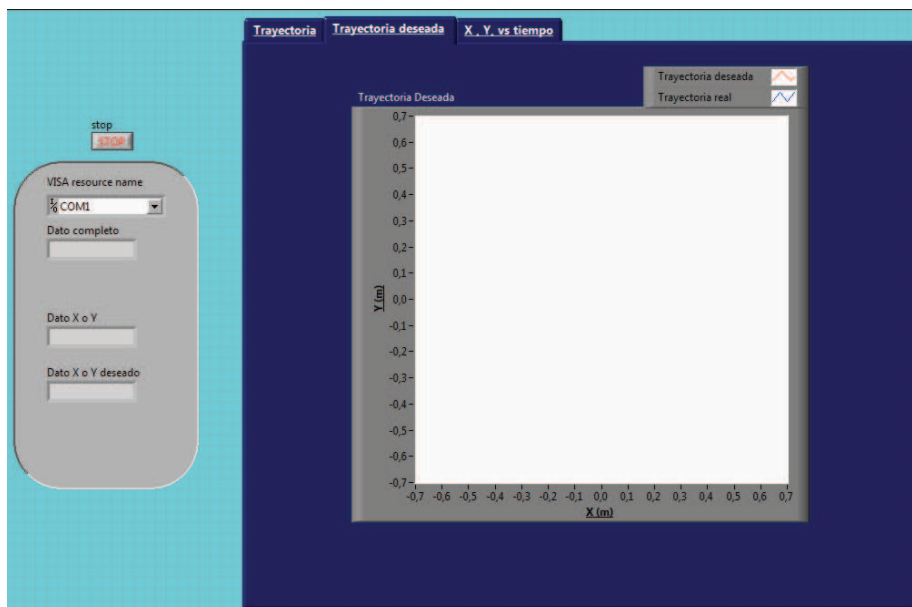 Trayectoria
Trayectoria deseada
X , Y, vs tiempo
stop
STOP
VISA resource name
COM1
Dato completo
Dato X o Y
Dato X o Y deseado
Trayectoria Deseada
Trayectoria deseada
Trayectoria real
Y (m)
0,7
0,6
0,5
0,4
0,3
0,2
0,1
0,0
-0,1
-0,2
-0,3
-0,4
-0,5
-0,6
-0,7
-0,7 -0,6 -0,5 -0,4 -0,3 -0,2 -0,1 0,0 0,1 0,2 0,3 0,4 0,5 0,6 0,7
X (m)